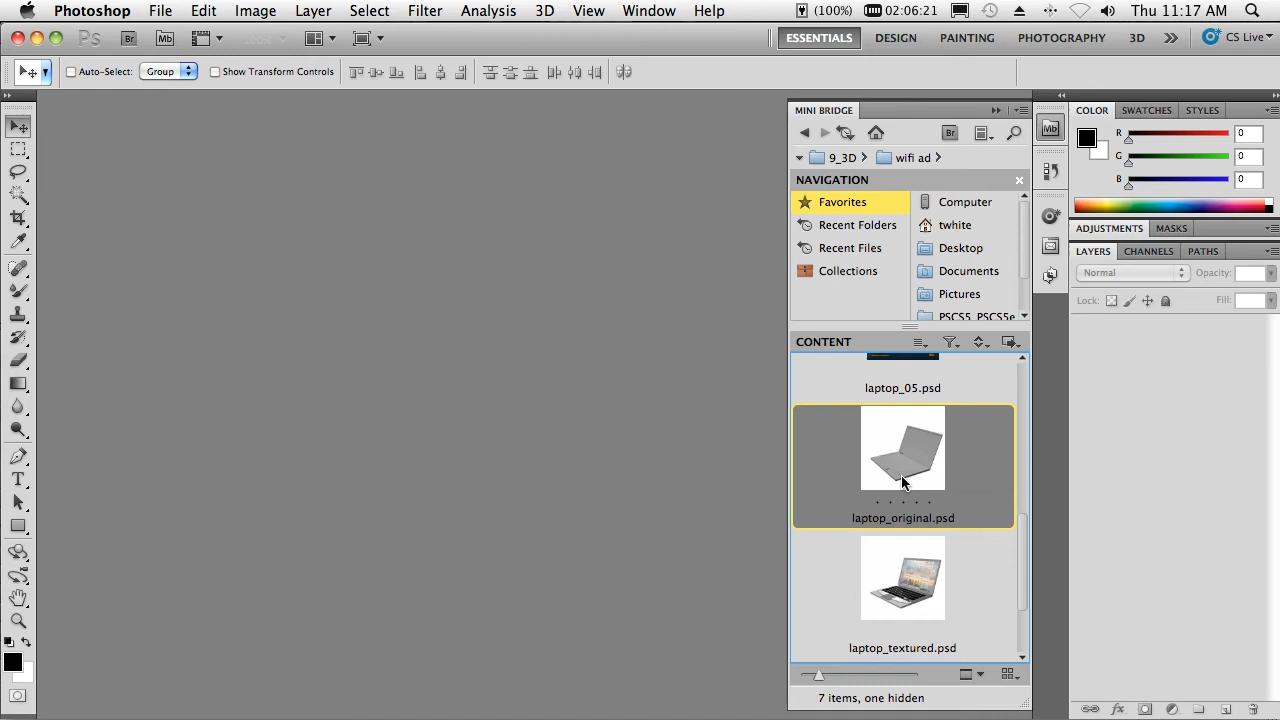 Photoshop File Edit Image Layer Select Filter Analysis 3D View Window Help (100%) 02:06:21 Thu 11:17 AM
Ps Br Mb ESSENTIALS DESIGN PAINTING PHOTOGRAPHY 3D CS Live
Auto-Select: Group Show Transform Controls
MINI BRIDGE
Br
9_3D wifi ad
NAVIGATION
Favorites Computer
Recent Folders twhite
Recent Files Desktop
Collections Documents
Pictures
PSCS5_PSCS5e
CONTENT
laptop_05.psd
laptop_original.psd
laptop_textured.psd
7 items, one hidden
Mb
COLOR SWATCHES STYLES
R 0
G 0
B 0
ADJUSTMENTS MASKS
LAYERS CHANNELS PATHS
Normal Opacity:
Lock: Fill:
T
fx